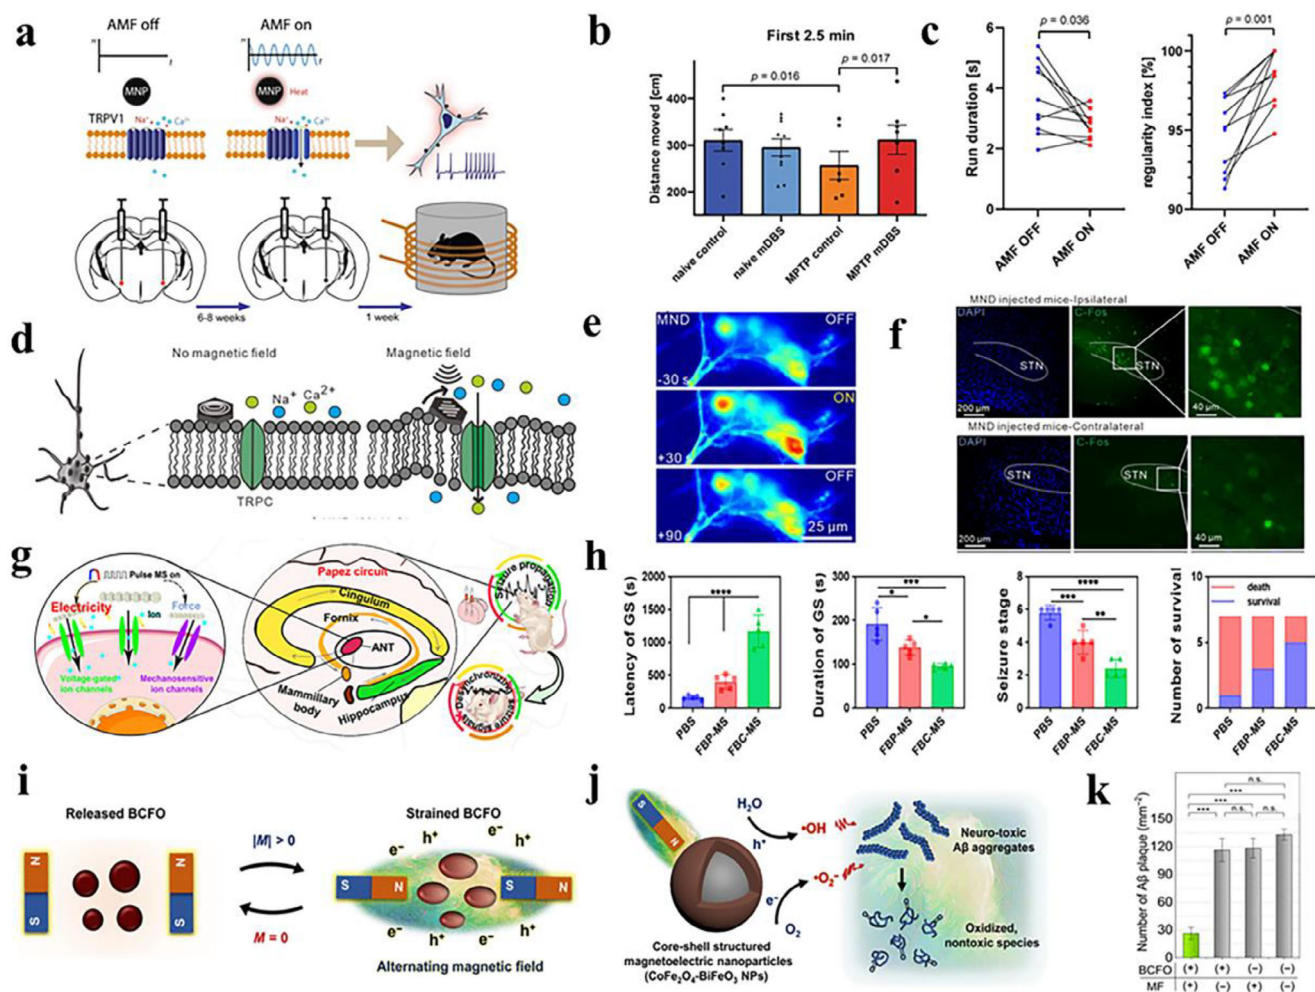 a
AMF off
AMF on
H
t
H
t
MNP
MNP
Heat
TRPV1
Na⁺
Ca²⁺
Na⁺
Ca²⁺
6-8 weeks
1 week
b
First 2.5 min
p = 0.017
p = 0.016
Distance moved [cm]
400
300
200
naive control
naive mDBS
MPTP control
MPTP mDBS
c
p = 0.036
Run duration [s]
6
4
2
0
AMF OFF
AMF ON
p = 0.001
regularity index [%]
100
95
90
AMF OFF
AMF ON
d
No magnetic field
Magnetic field
Na⁺
Ca²⁺
TRPC
e
MND
OFF
-30 s
ON
+30
OFF
+90
25 µm
f
MND injected mice-Ipsilateral
DAPI
C-Fos
STN
STN
200 µm
40 µm
MND injected mice-Contralateral
DAPI
C-Fos
STN
STN
200 µm
40 µm
g
Pulse MS on
Electricity
Ion
Force
Voltage-gated
ion channels
Mechanosensitive
ion channels
Papez circuit
Cingulum
Fornix
ANT
Mammillary
body
Hippocampus
Seizure propagation
Desynchronizing
seizure signals
h
Latency of GS (s)
2000
1500
1000
500
0
****
PBS
FBP-MS
FBC-MS
Duration of GS (s)
300
200
100
0
***
*
*
PBS
FBP-MS
FBC-MS
Seizure stage
8
6
4
2
0
****
***
**
PBS
FBP-MS
FBC-MS
Number of survival
10
5
0
death
survival
PBS
FBP-MS
FBC-MS
i
Released BCFO
Strained BCFO
N
S
N
S
|M| > 0
M = 0
e⁻
h⁺
e⁻
h⁺
e⁻
S
N
S
N
e⁻
h⁺
e⁻
h⁺
e⁻
Alternating magnetic field
j
S
N
H₂O
h⁺
•OH
•O₂⁻
e⁻
O₂
Core-shell structured
magnetoelectric nanoparticles
(CoFe₂O₄-BiFeO₃ NPs)
Neuro-toxic
Aβ aggregates
Oxidized,
nontoxic species
k
Number of Aβ plaque (mm⁻²)
150
120
90
60
30
0
n.s.
***
***
n.s.
***
n.s.
BCFO (+) (+) (−) (−)
MF (+) (−) (+) (−)